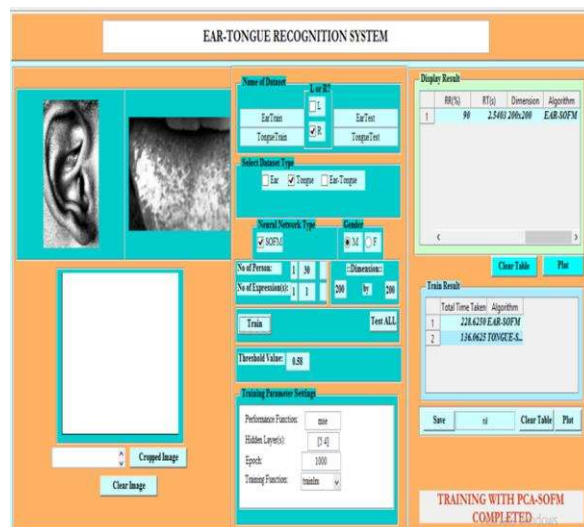 EAR-TONGUE RECOGNITION SYSTEM
Name of Dataset
L or R?
L
EarTrain
EarTest
R
TongueTrain
TongueTest
Select Dataset Type
Ear Tongue Ear-Tongue
Neural Network Type
SOFM
Gender
M F
No of Person: 1 30
No of Expression(s): 1 1
::Dimension::
200 by 200
Train
Test ALL
Threshold Value: 0.58
Training Parameter Settings
Performance Function: mse
Hidden Layer(s): [5 4]
Epoch: 1000
Training Function: trainlm
Cropped Image
Clear Image
Display Result
RR(%) RT(s) Dimension Algorithm
1 90 2.5403 200x200 EAR-SOFM
Clear Table
Plot
Train Result
Total Time Taken Algorithm
1 228.6250 EAR-SOFM
2 136.0625 TONGUE-S...
Save
nil
Clear Table
Plot
TRAINING WITH PCA-SOFM
COMPLETED